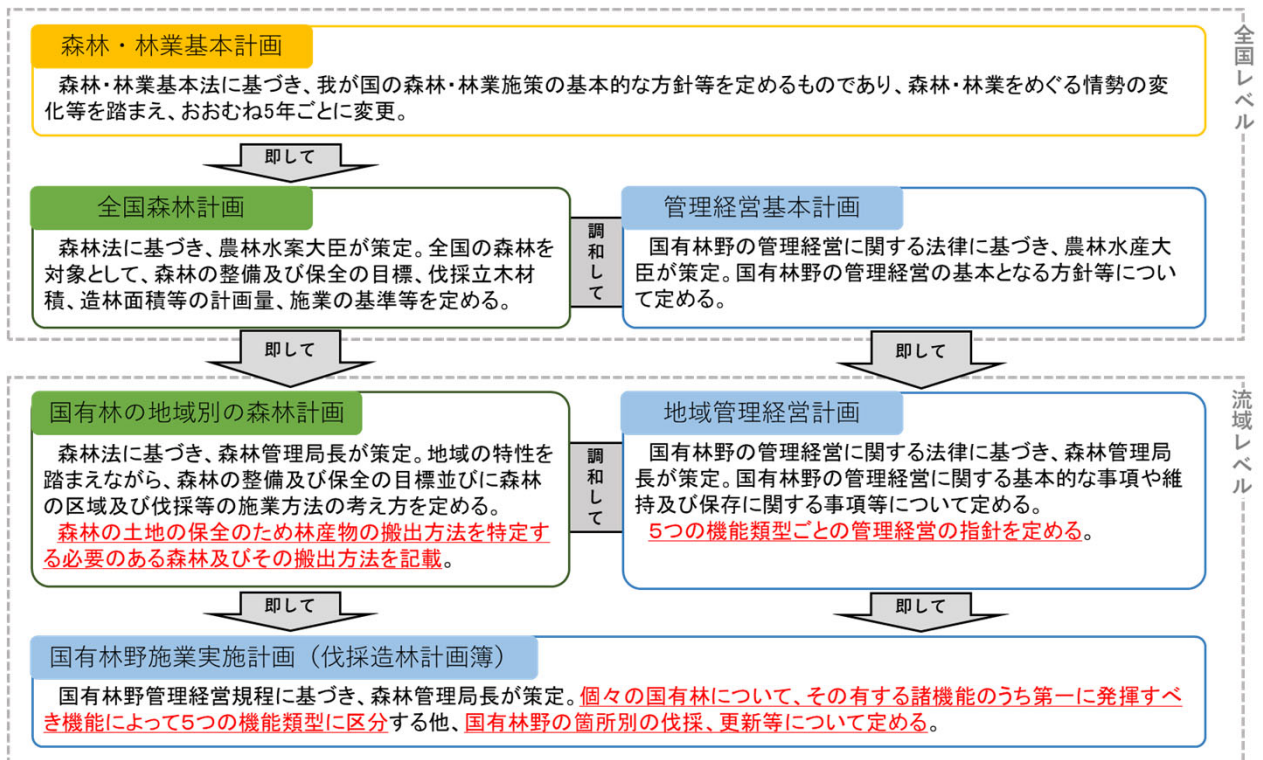 全国レベル
森林・林業基本計画
森林・林業基本法に基づき、我が国の森林・林業施策の基本的な方針等を定めるものであり、森林・林業をめぐる情勢の変
化等を踏まえ、おおむね5年ごとに変更。
即して
全国森林計画
森林法に基づき、農林水案大臣が策定。全国の森林を
対象として、森林の整備及び保全の目標、伐採立木材
積、造林面積等の計画量、施業の基準等を定める。
調和して
管理経営基本計画
国有林野の管理経営に関する法律に基づき、農林水産大
臣が策定。国有林野の管理経営の基本となる方針等につい
て定める。
即して
即して
流域レベル
国有林の地域別の森林計画
森林法に基づき、森林管理局長が策定。地域の特性を
踏まえながら、森林の整備及び保全の目標並びに森林
の区域及び伐採等の施業方法の考え方を定める。
森林の土地の保全のため林産物の搬出方法を特定す
る必要のある森林及びその搬出方法を記載。
調和して
地域管理経営計画
国有林野の管理経営に関する法律に基づき、森林管理局
長が策定。国有林野の管理経営に関する基本的な事項や維
持及び保存に関する事項等について定める。
5つの機能類型ごとの管理経営の指針を定める。
即して
即して
国有林野施業実施計画（伐採造林計画簿）
国有林野管理経営規程に基づき、森林管理局長が策定。個々の国有林について、その有する諸機能のうち第一に発揮すべ
き機能によって5つの機能類型に区分する他、国有林野の箇所別の伐採、更新等について定める。